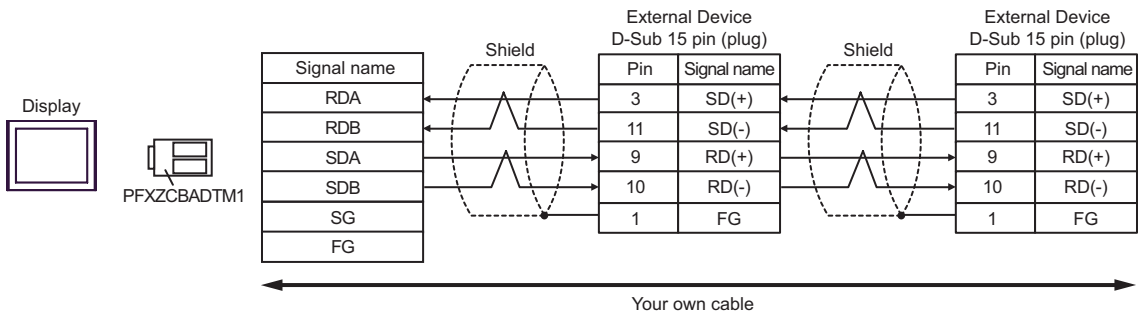 External Device
D-Sub 15 pin (plug)
External Device
D-Sub 15 pin (plug)
Shield
Shield
Display
PFXZCBADTM1
Signal name
RDA
RDB
SDA
SDB
SG
FG
Pin Signal name
3 SD(+)
11 SD(-)
9 RD(+)
10 RD(-)
1 FG
Pin Signal name
3 SD(+)
11 SD(-)
9 RD(+)
10 RD(-)
1 FG
Your own cable